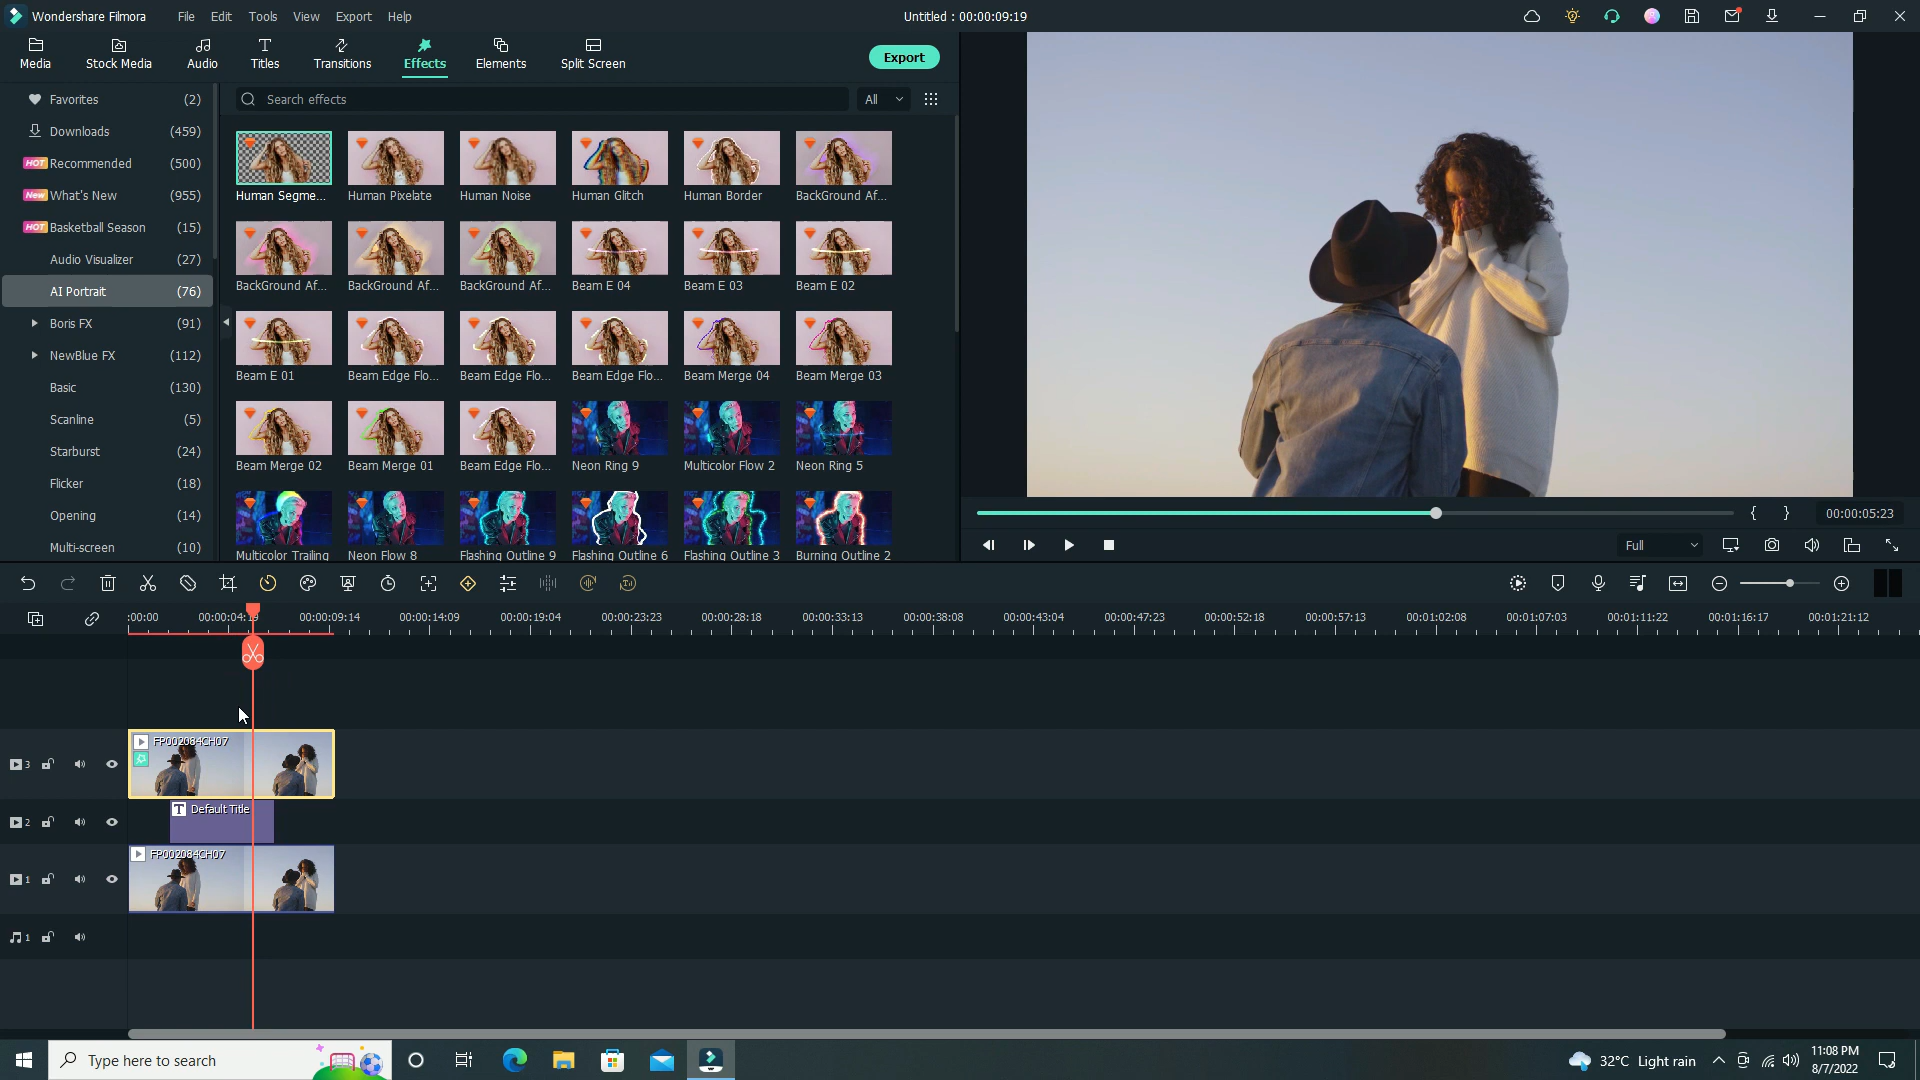 Wondershare Filmora File Edit Tools View Export Help Untitled : 00:00:09:19
Media Stock Media Audio Titles Transitions Effects Elements Split Screen Export
Favorites (2)
Downloads (459)
HOT Recommended (500)
New What's New (955)
HOT Basketball Season (15)
Audio Visualizer (27)
AI Portrait (76)
Boris FX (91)
NewBlue FX (112)
Basic (130)
Scanline (5)
Starburst (24)
Flicker (18)
Opening (14)
Multi-screen (10)
Search effects All
Human Segme... Human Pixelate Human Noise Human Glitch Human Border BackGround Af...
BackGround Af... BackGround Af... BackGround Af... Beam E 04 Beam E 03 Beam E 02
Beam E 01 Beam Edge Flo... Beam Edge Flo... Beam Edge Flo... Beam Merge 04 Beam Merge 03
Beam Merge 02 Beam Merge 01 Beam Edge Flo... Neon Ring 9 Multicolor Flow 2 Neon Ring 5
Multicolor Trailing Neon Flow 8 Flashing Outline 9 Flashing Outline 6 Flashing Outline 3 Burning Outline 2
{ } 00:00:05:23
Full
:00:00 00:00:04:19 00:00:09:14 00:00:14:09 00:00:19:04 00:00:23:23 00:00:28:18 00:00:33:13 00:00:38:08 00:00:43:04 00:00:47:23 00:00:52:18 00:00:57:13 00:01:02:08 00:01:07:03 00:01:11:22 00:01:16:17 00:01:21:12
FP002084CH07
3
T Default Title
2
FP002084CH07
1
1
Type here to search
32°C Light rain
11:08 PM
8/7/2022